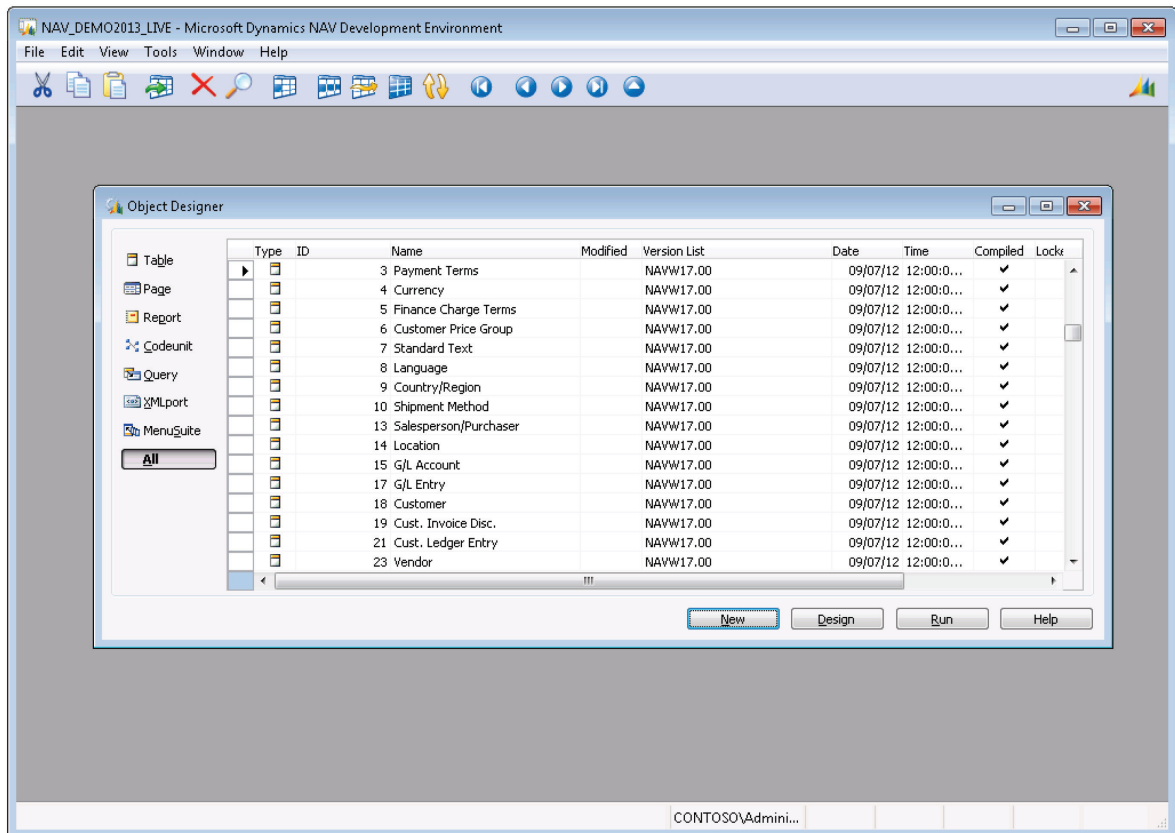 NAV_DEMO2013_LIVE - Microsoft Dynamics NAV Development Environment
File Edit View Tools Window Help
Object Designer
Table
Page
Report
Codeunit
Query
XMLport
MenuSuite
All
Type ID Name Modified Version List Date Time Compiled Locke
3 Payment Terms NAVW17.00 09/07/12 12:00:0...
4 Currency NAVW17.00 09/07/12 12:00:0...
5 Finance Charge Terms NAVW17.00 09/07/12 12:00:0...
6 Customer Price Group NAVW17.00 09/07/12 12:00:0...
7 Standard Text NAVW17.00 09/07/12 12:00:0...
8 Language NAVW17.00 09/07/12 12:00:0...
9 Country/Region NAVW17.00 09/07/12 12:00:0...
10 Shipment Method NAVW17.00 09/07/12 12:00:0...
13 Salesperson/Purchaser NAVW17.00 09/07/12 12:00:0...
14 Location NAVW17.00 09/07/12 12:00:0...
15 G/L Account NAVW17.00 09/07/12 12:00:0...
17 G/L Entry NAVW17.00 09/07/12 12:00:0...
18 Customer NAVW17.00 09/07/12 12:00:0...
19 Cust. Invoice Disc. NAVW17.00 09/07/12 12:00:0...
21 Cust. Ledger Entry NAVW17.00 09/07/12 12:00:0...
23 Vendor NAVW17.00 09/07/12 12:00:0...
New Design Run Help
CONTOSO\Admini...